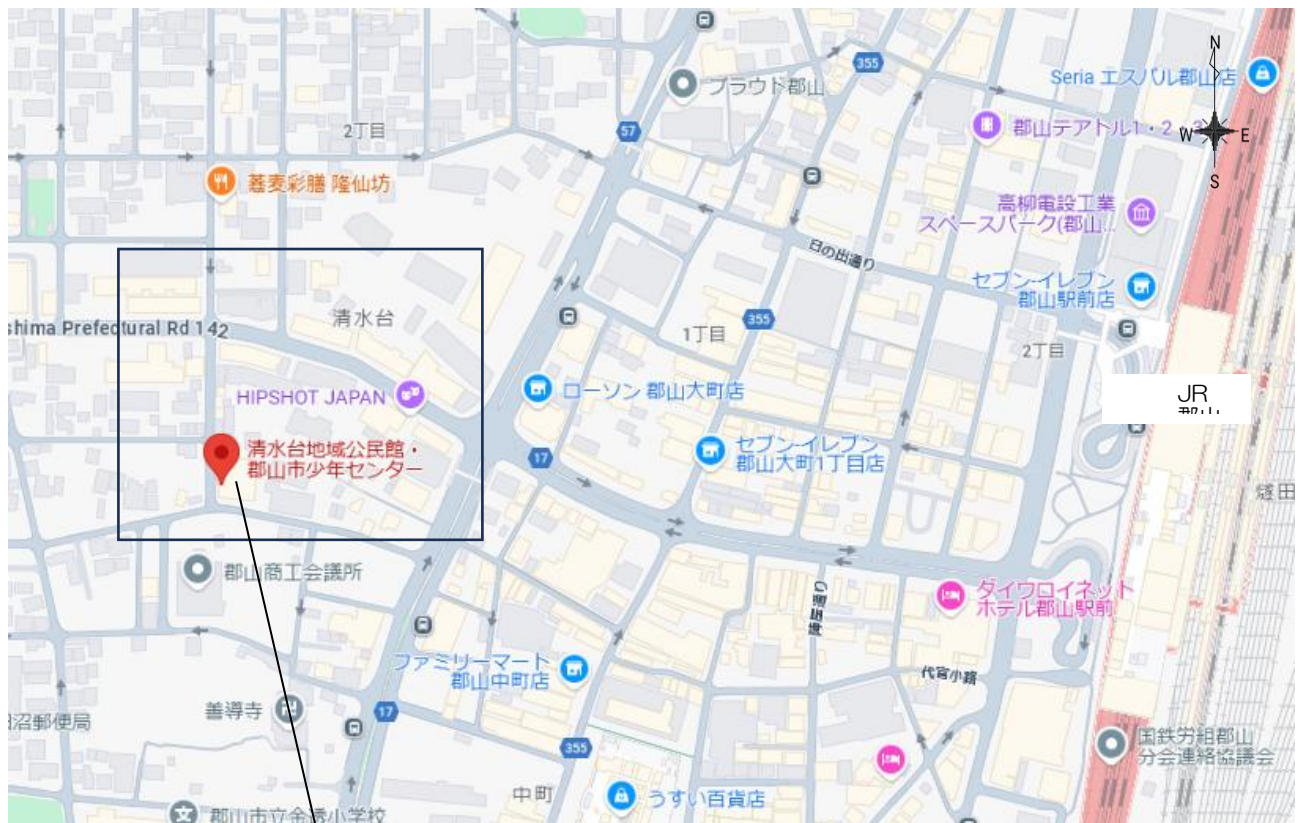 N
355
Seria エスパル郡山店
プラウド郡山
57
2丁目
郡山テアトル1・2・3
W
E
S
蕎麦彩膳 隆仙坊
高柳電設工業
スペースパーク(郡山...
日の出通り
セブン-イレブン
郡山駅前店
清水台
shima Prefectural Rd 142
355
1丁目
2丁目
HIPSHOT JAPAN
ローソン 郡山大町店
JR
清水台地域公民館・
郡山市少年センター
17
セブン-イレブン
郡山大町1丁目店
燧田
郡山商工会議所
ダイワロイネット
ホテル郡山駅前
陣屋通り
ファミリーマート
郡山中町店
代官小路
善導寺
17
沼郵便局
355
国鉄労組郡山
分会連絡協議会
中町
うすい百貨店
郡山市立金透小学校